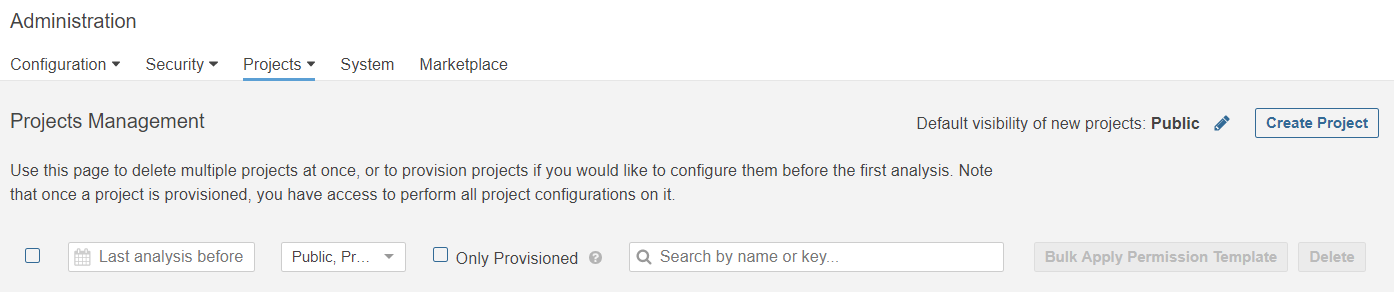 Administration
Configuration Security Projects System Marketplace
Projects Management
Default visibility of new projects: Public Create Project
Use this page to delete multiple projects at once, or to provision projects if you would like to configure them before the first analysis. Note
that once a project is provisioned, you have access to perform all project configurations on it.
Last analysis before Public, Pr... Only Provisioned ? Search by name or key... Bulk Apply Permission Template Delete